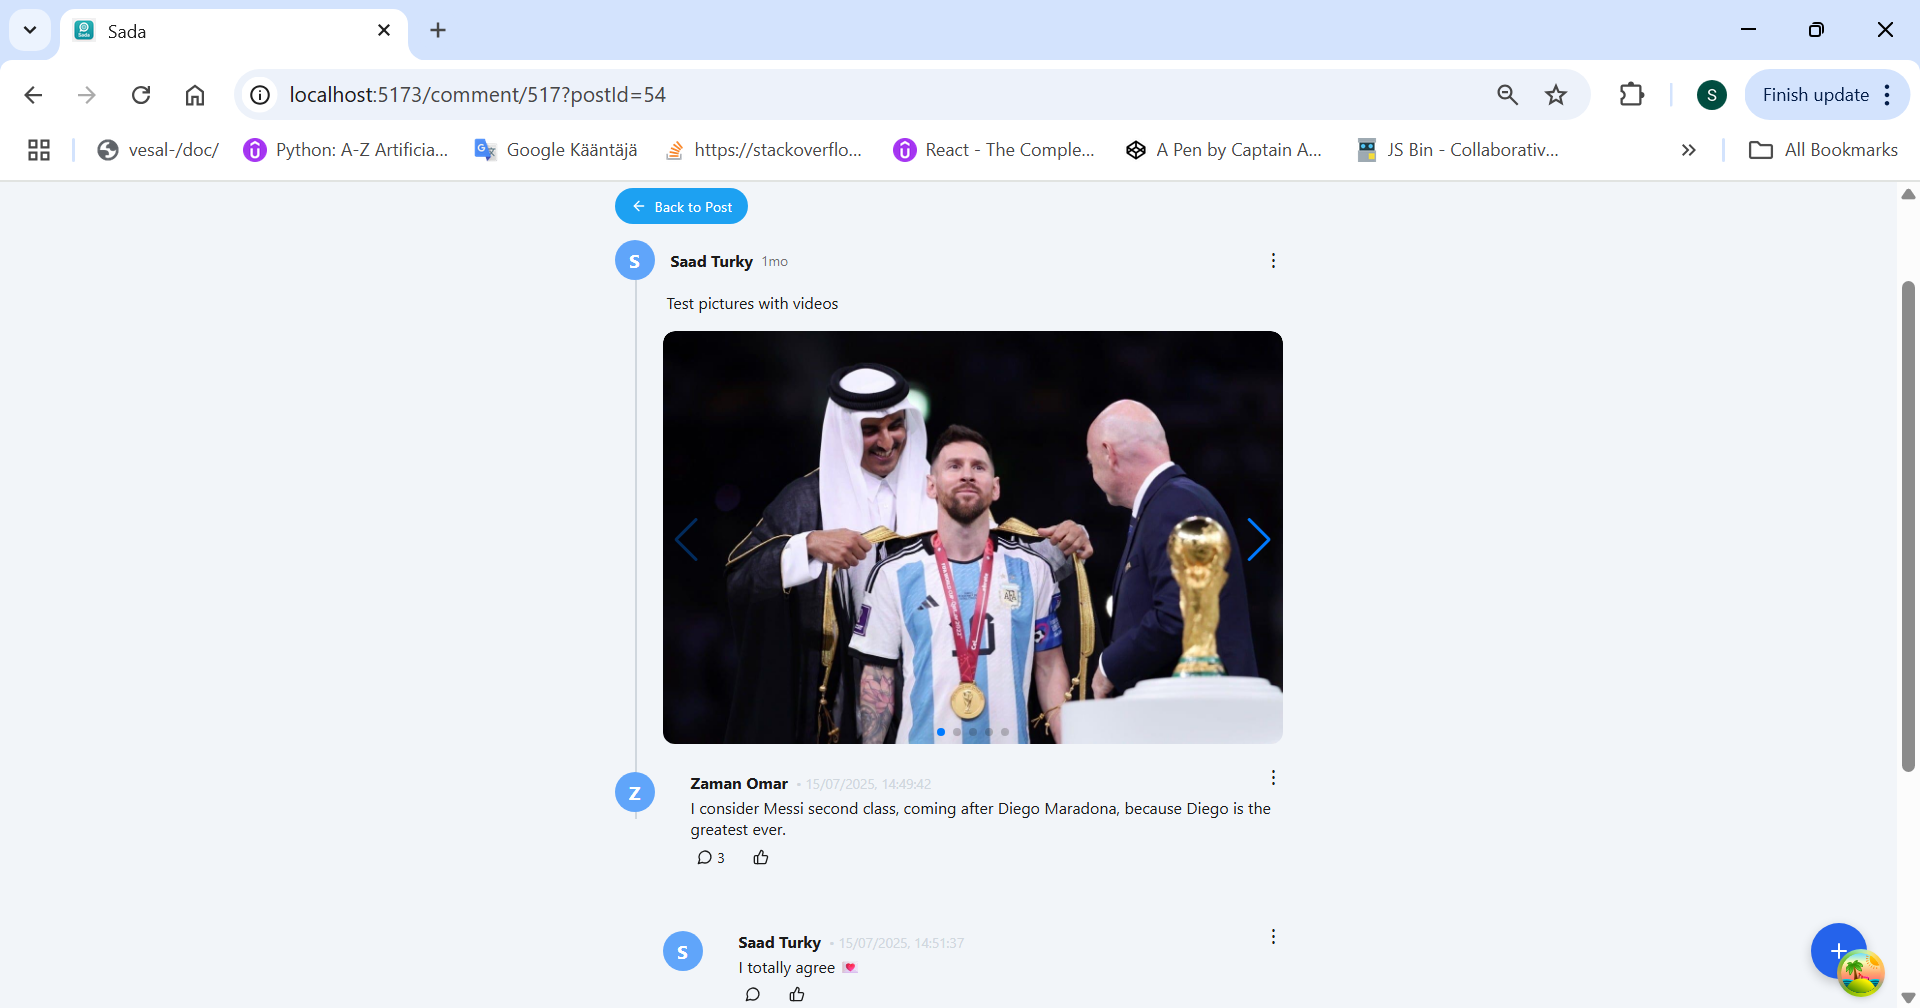 Sada
localhost:5173/comment/517?postId=54
S
Finish update
vesal-/doc/
Python: A-Z Artificia...
Google Kääntäjä
https://stackoverflo...
React - The Comple...
A Pen by Captain A...
JS Bin - Collaborativ...
All Bookmarks
Back to Post
S
Saad Turky 1mo
Test pictures with videos
Z
Zaman Omar • 15/07/2025, 14:49:42
I consider Messi second class, coming after Diego Maradona, because Diego is the
greatest ever.
3
S
Saad Turky • 15/07/2025, 14:51:37
I totally agree 💌